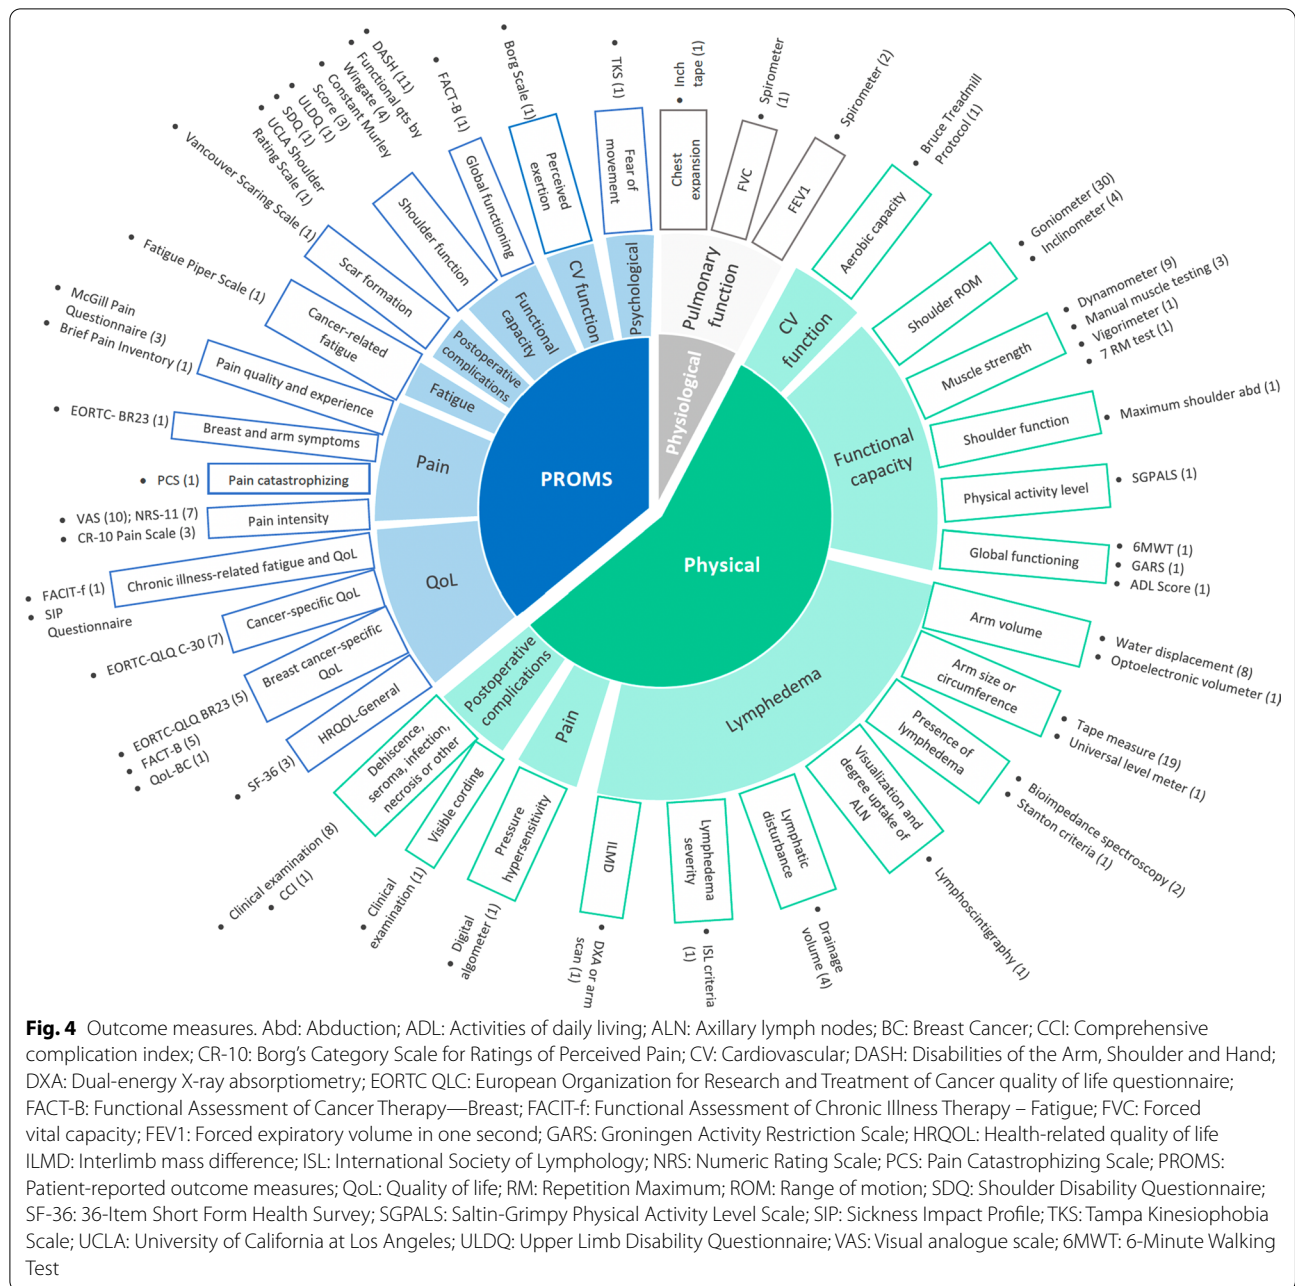 PROMS
Psychological
Fear of
movement
• TKS (1)
CV function
Perceived
exertion
• Borg Scale (1)
Functional
capacity
Global functioning
• FACT-B (1)
Shoulder function
• DASH (11)
• Functional qts by
Wingate (4)
• Constant Murley
Score (3)
• ULDQ (1)
• SDQ (1)
• UCLA Shoulder
Rating Scale (1)
Postoperative
complications
Scar formation
• Vancouver Scaring Scale (1)
Fatigue
Cancer-related
fatigue
• Fatigue Piper Scale (1)
Pain
Pain quality and experience
• McGill Pain
Questionnaire (3)
• Brief Pain Inventory (1)
Breast and arm symptoms
• EORTC- BR23 (1)
Pain catastrophizing
• PCS (1)
Pain intensity
• VAS (10); NRS-11 (7)
• CR-10 Pain Scale (3)
QoL
Chronic illness-related fatigue and QoL
• FACIT-f (1)
• SIP
Questionnaire
Cancer-specific QoL
• EORTC-QLQ C-30 (7)
Breast cancer-specific
QoL
• EORTC-QLQ BR23 (5)
• FACT-B (5)
• QoL-BC (1)
HRQOL-General
• SF-36 (3)
Physiological
Pulmonary
function
Chest
expansion
• Inch
tape (1)
FVC
• Spirometer
(1)
FEV1
• Spirometer (2)
Physical
CV
function
Aerobic capacity
• Bruce Treadmill
Protocol (1)
Functional
capacity
Shoulder ROM
• Goniometer (30)
• Inclinometer (4)
Muscle strength
• Dynamometer (9)
• Manual muscle testing (3)
• Vigorimeter (1)
• 7 RM test (1)
Shoulder function
• Maximum shoulder abd (1)
Physical activity level
• SGPALS (1)
Global functioning
• 6MWT (1)
• GARS (1)
• ADL Score (1)
Lymphedema
Arm volume
• Water displacement (8)
• Optoelectronic volumeter (1)
Arm size or
circumference
• Tape measure (19)
• Universal level meter (1)
Presence of
lymphedema
• Bioimpedance spectroscopy (2)
• Stanton criteria (1)
Visualization and
degree uptake of
ALN
• Lymphoscintigraphy (1)
Lymphatic
disturbance
• Drainage
volume (4)
Lymphedema
severity
• ISL criteria
(1)
ILMD
• DXA or arm
scan (1)
Pain
Pressure
hypersensitivity
• Digital
algometer (1)
Postoperative
complications
Visible cording
• Clinical
examination (1)
Dehiscence,
seroma, infection,
necrosis or other
• Clinical examination (8)
• CCI (1)
Fig. 4 Outcome measures. Abd: Abduction; ADL: Activities of daily living; ALN: Axillary lymph nodes; BC: Breast Cancer; CCI: Comprehensive
complication index; CR-10: Borg's Category Scale for Ratings of Perceived Pain; CV: Cardiovascular; DASH: Disabilities of the Arm, Shoulder and Hand;
DXA: Dual-energy X-ray absorptiometry; EORTC QLC: European Organization for Research and Treatment of Cancer quality of life questionnaire;
FACT-B: Functional Assessment of Cancer Therapy—Breast; FACIT-f: Functional Assessment of Chronic Illness Therapy – Fatigue; FVC: Forced
vital capacity; FEV1: Forced expiratory volume in one second; GARS: Groningen Activity Restriction Scale; HRQOL: Health-related quality of life
ILMD: Interlimb mass difference; ISL: International Society of Lymphology; NRS: Numeric Rating Scale; PCS: Pain Catastrophizing Scale; PROMS:
Patient-reported outcome measures; QoL: Quality of life; RM: Repetition Maximum; ROM: Range of motion; SDQ: Shoulder Disability Questionnaire;
SF-36: 36-Item Short Form Health Survey; SGPALS: Saltin-Grimpy Physical Activity Level Scale; SIP: Sickness Impact Profile; TKS: Tampa Kinesiophobia
Scale; UCLA: University of California at Los Angeles; ULDQ: Upper Limb Disability Questionnaire; VAS: Visual analogue scale; 6MWT: 6-Minute Walking
Test